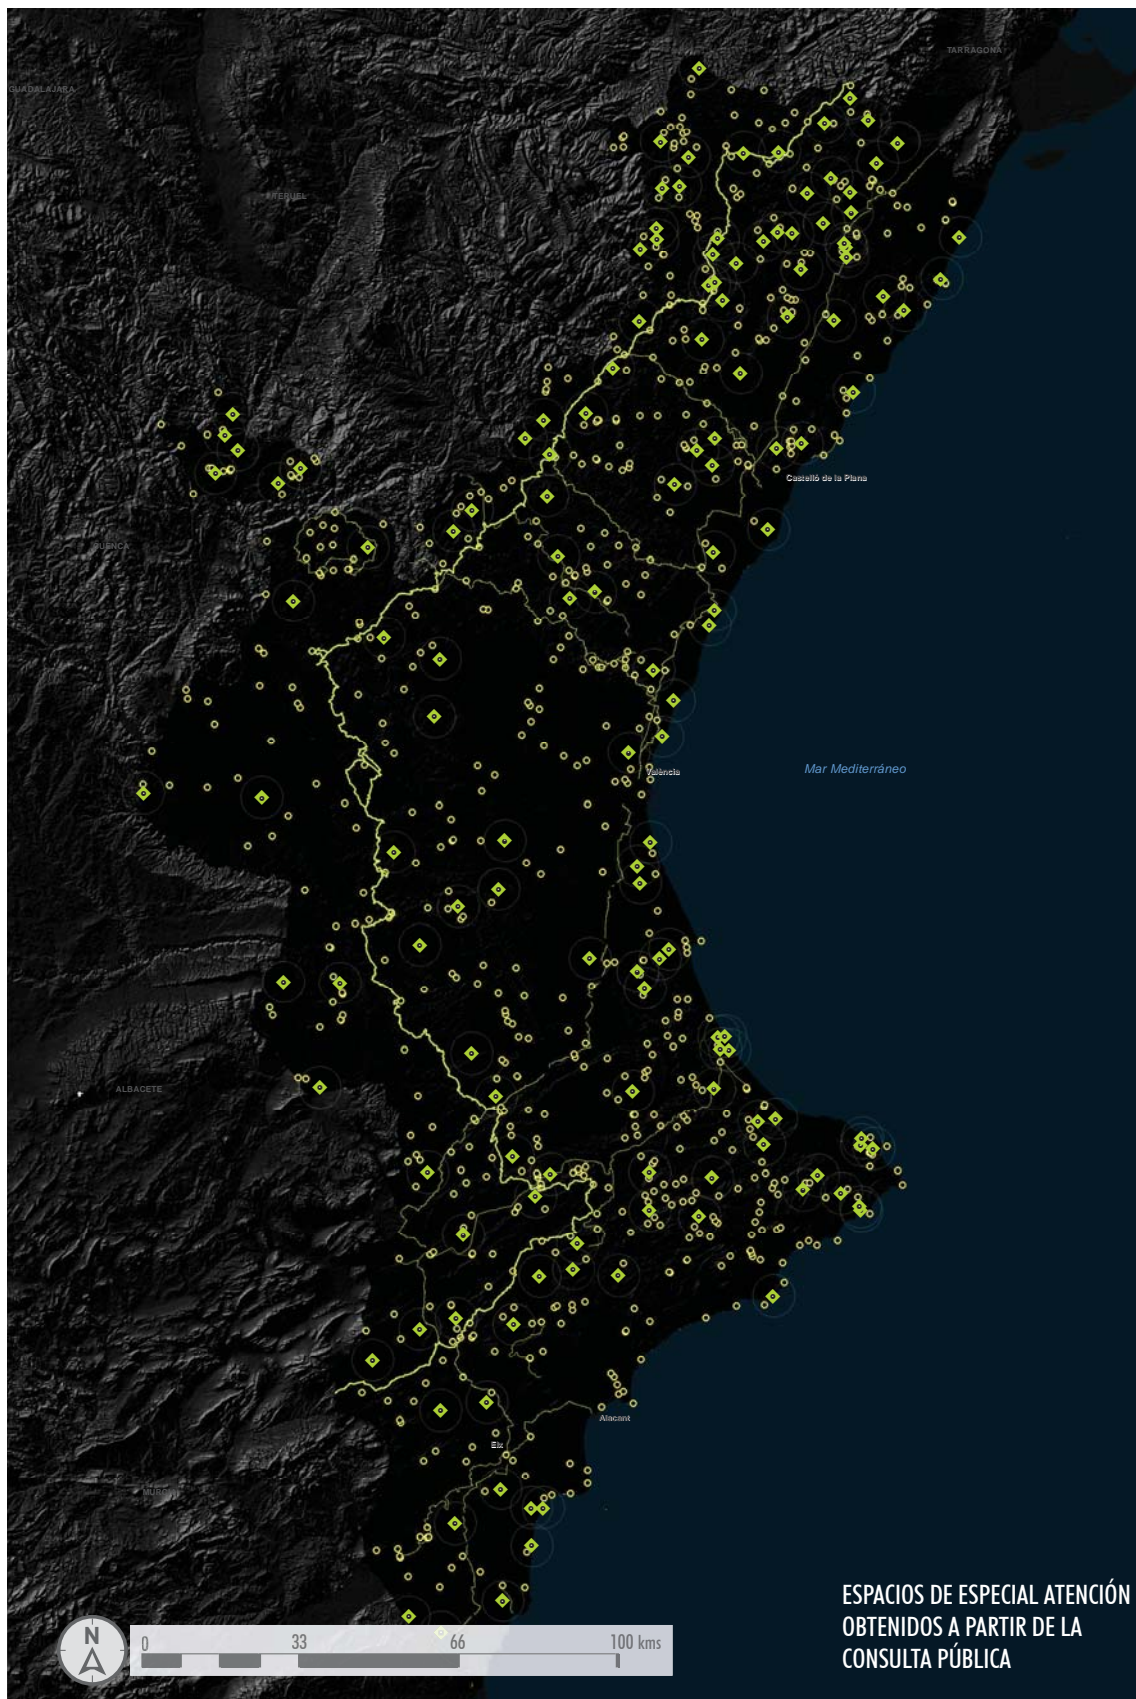 TARRAGONA
GUADALAJARA
TERUEL
Castelló de la Plana
CUENCA
Mar Mediterráneo
València
ALBACETE
Alacant
Elx
ESPACIOS DE ESPECIAL ATENCIÓN
OBTENIDOS A PARTIR DE LA
CONSULTA PÚBLICA
N
0 33 66 100 kms